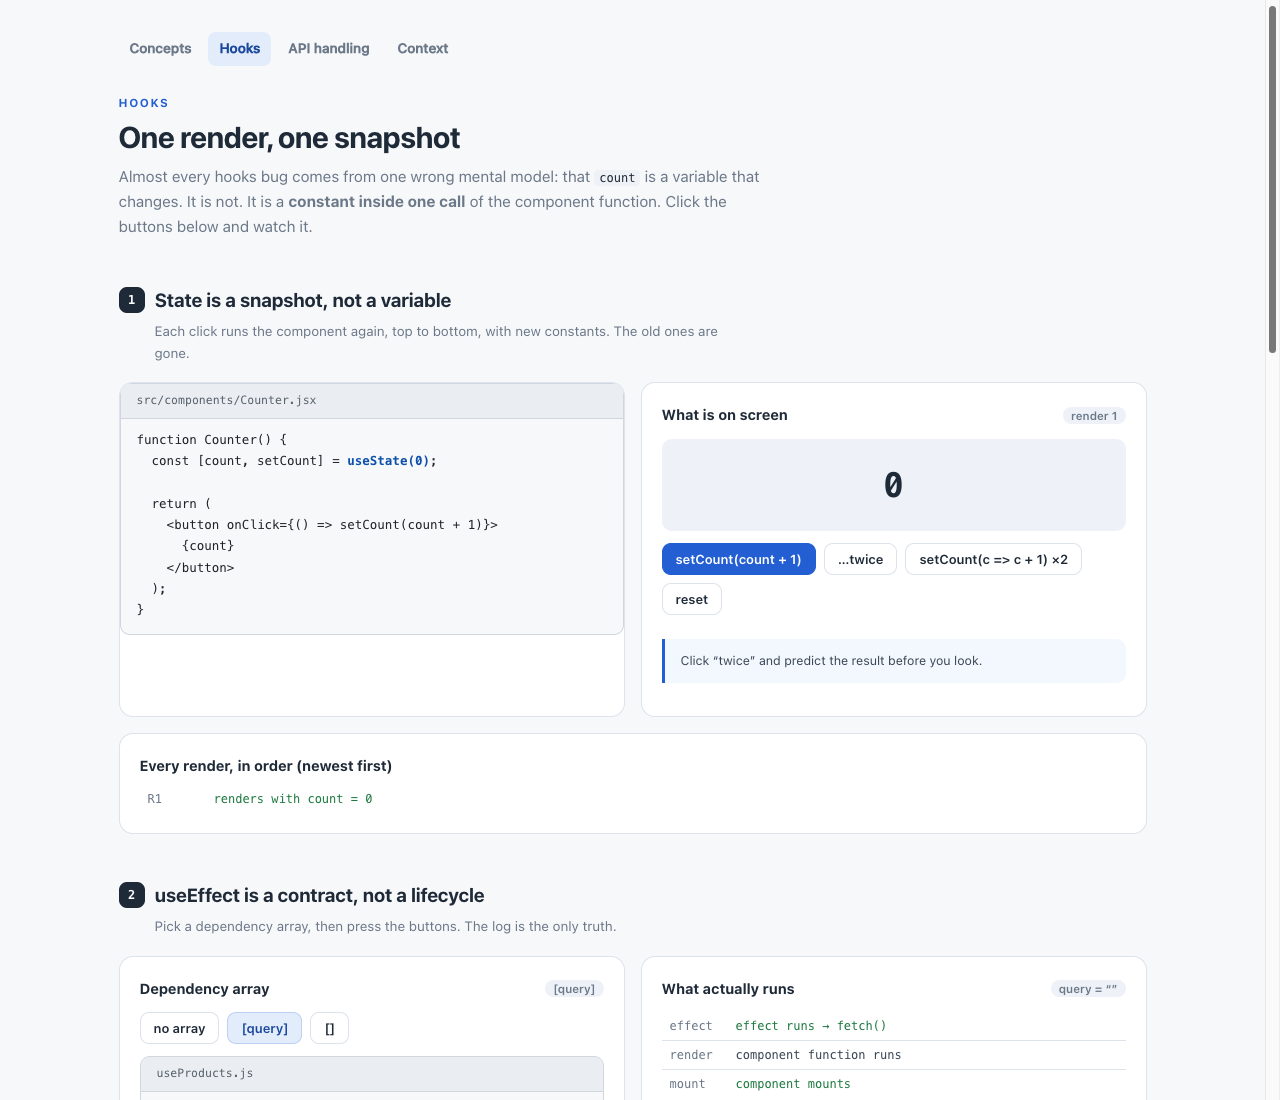 Concepts Hooks API handling Context
HOOKS
One render, one snapshot
Almost every hooks bug comes from one wrong mental model: that count is a variable that
changes. It is not. It is a constant inside one call of the component function. Click the
buttons below and watch it.
1 State is a snapshot, not a variable
Each click runs the component again, top to bottom, with new constants. The old ones are
gone.
src/components/Counter.jsx
function Counter() {
  const [count, setCount] = useState(0);
  return (
    <button onClick={() => setCount(count + 1)}>
      {count}
    </button>
  );
}
What is on screen render 1
0
setCount(count + 1) ...twice setCount(c => c + 1) ×2
reset
Click “twice” and predict the result before you look.
Every render, in order (newest first)
R1 renders with count = 0
2 useEffect is a contract, not a lifecycle
Pick a dependency array, then press the buttons. The log is the only truth.
Dependency array [query]
no array [query] []
useProducts.js
What actually runs query = “”
effect effect runs → fetch()
render component function runs
mount component mounts